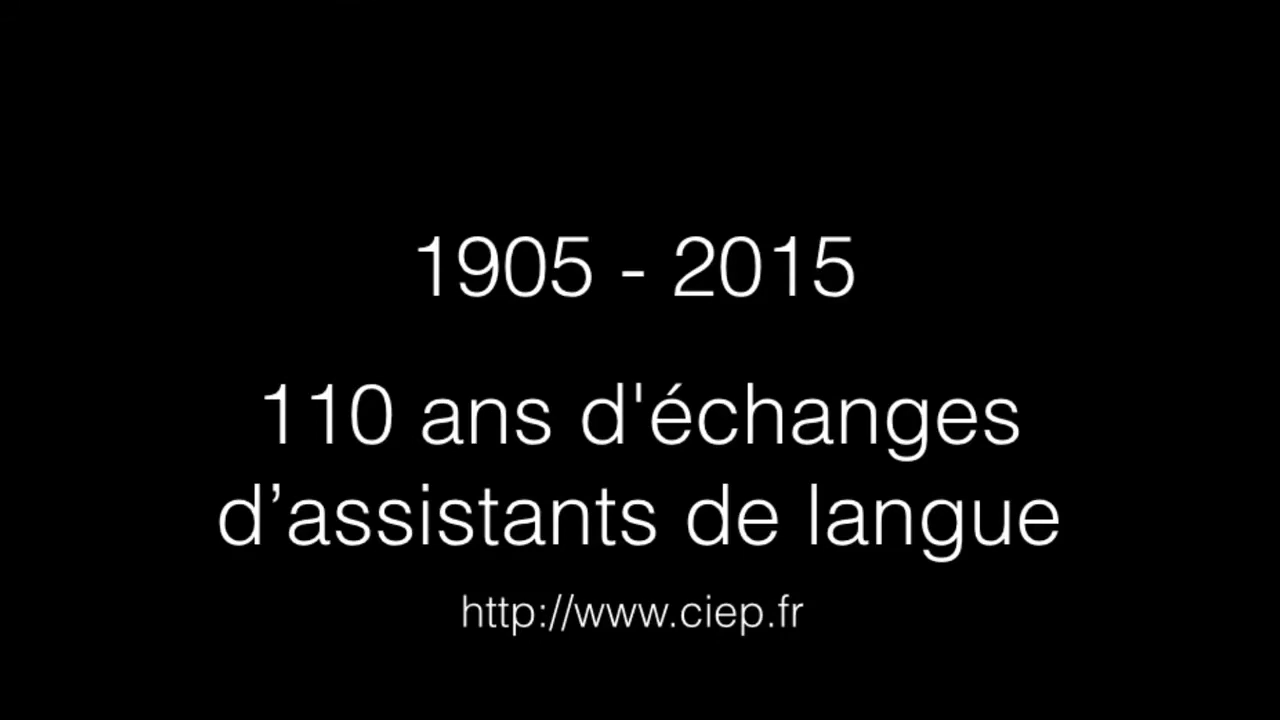 1905 - 2015
110 ans d'échanges
d’assistants de langue
http://www.ciep.fr